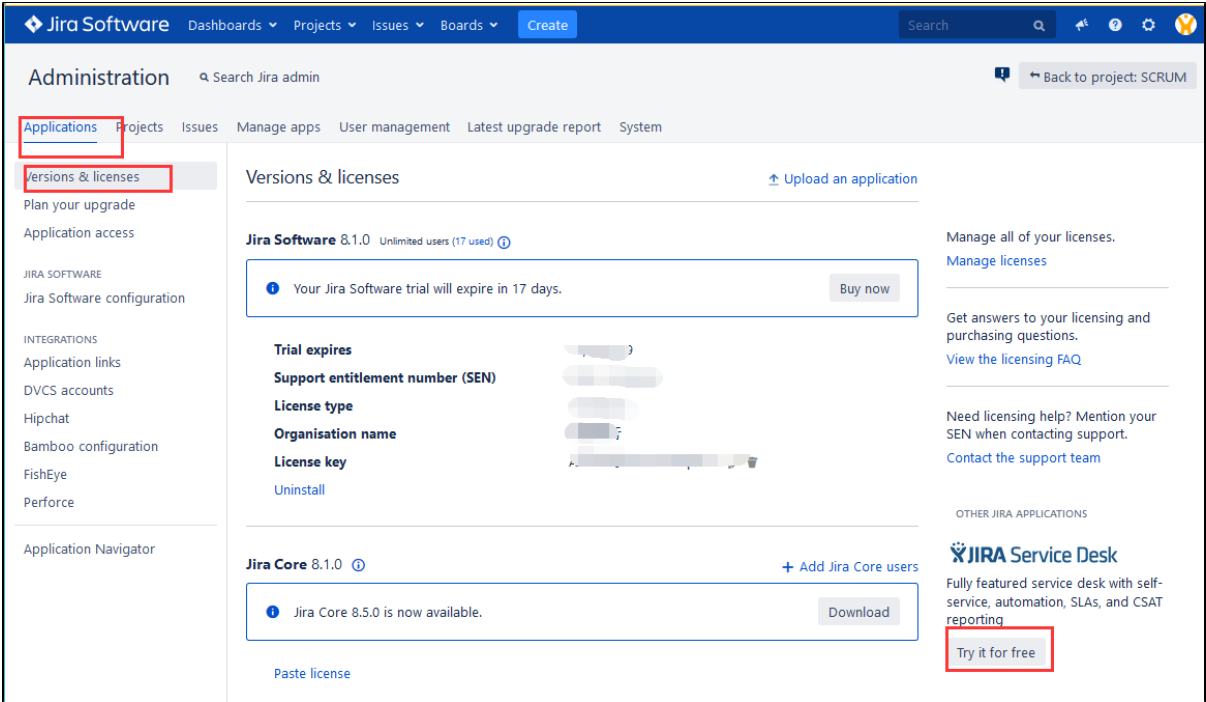 Jira Software Dashboards Projects Issues Boards Create Search
Administration Search Jira admin Back to project: SCRUM
Applications Projects Issues Manage apps User management Latest upgrade report System
Versions & licenses
Plan your upgrade
Application access
JIRA SOFTWARE
Jira Software configuration
INTEGRATIONS
Application links
DVCS accounts
Hipchat
Bamboo configuration
FishEye
Perforce
Application Navigator
Versions & licenses Upload an application
Jira Software 8.1.0 Unlimited users (17 used)
Your Jira Software trial will expire in 17 days. Buy now
Trial expires
Support entitlement number (SEN)
License type
Organisation name
License key
Uninstall
Jira Core 8.1.0 + Add Jira Core users
Jira Core 8.5.0 is now available. Download
Paste license
Manage all of your licenses.
Manage licenses
Get answers to your licensing and
purchasing questions.
View the licensing FAQ
Need licensing help? Mention your
SEN when contacting support.
Contact the support team
OTHER JIRA APPLICATIONS
JIRA Service Desk
Fully featured service desk with self-
service, automation, SLAs, and CSAT
reporting
Try it for free